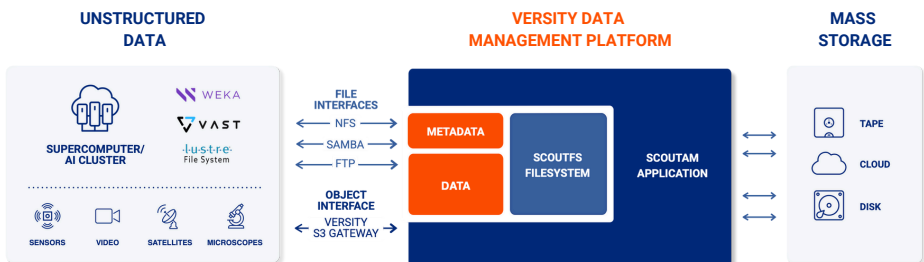 UNSTRUCTURED
DATA
VERSITY DATA
MANAGEMENT PLATFORM
MASS
STORAGE
SUPERCOMPUTER/
AI CLUSTER
WEKA
VAST
l·u·s·t·r·e·
File System
SENSORS
VIDEO
SATELLITES
MICROSCOPES
FILE
INTERFACES
NFS
SAMBA
FTP
OBJECT
INTERFACE
VERSITY
S3 GATEWAY
METADATA
DATA
SCOUTFS
FILESYSTEM
SCOUTAM
APPLICATION
TAPE
CLOUD
DISK